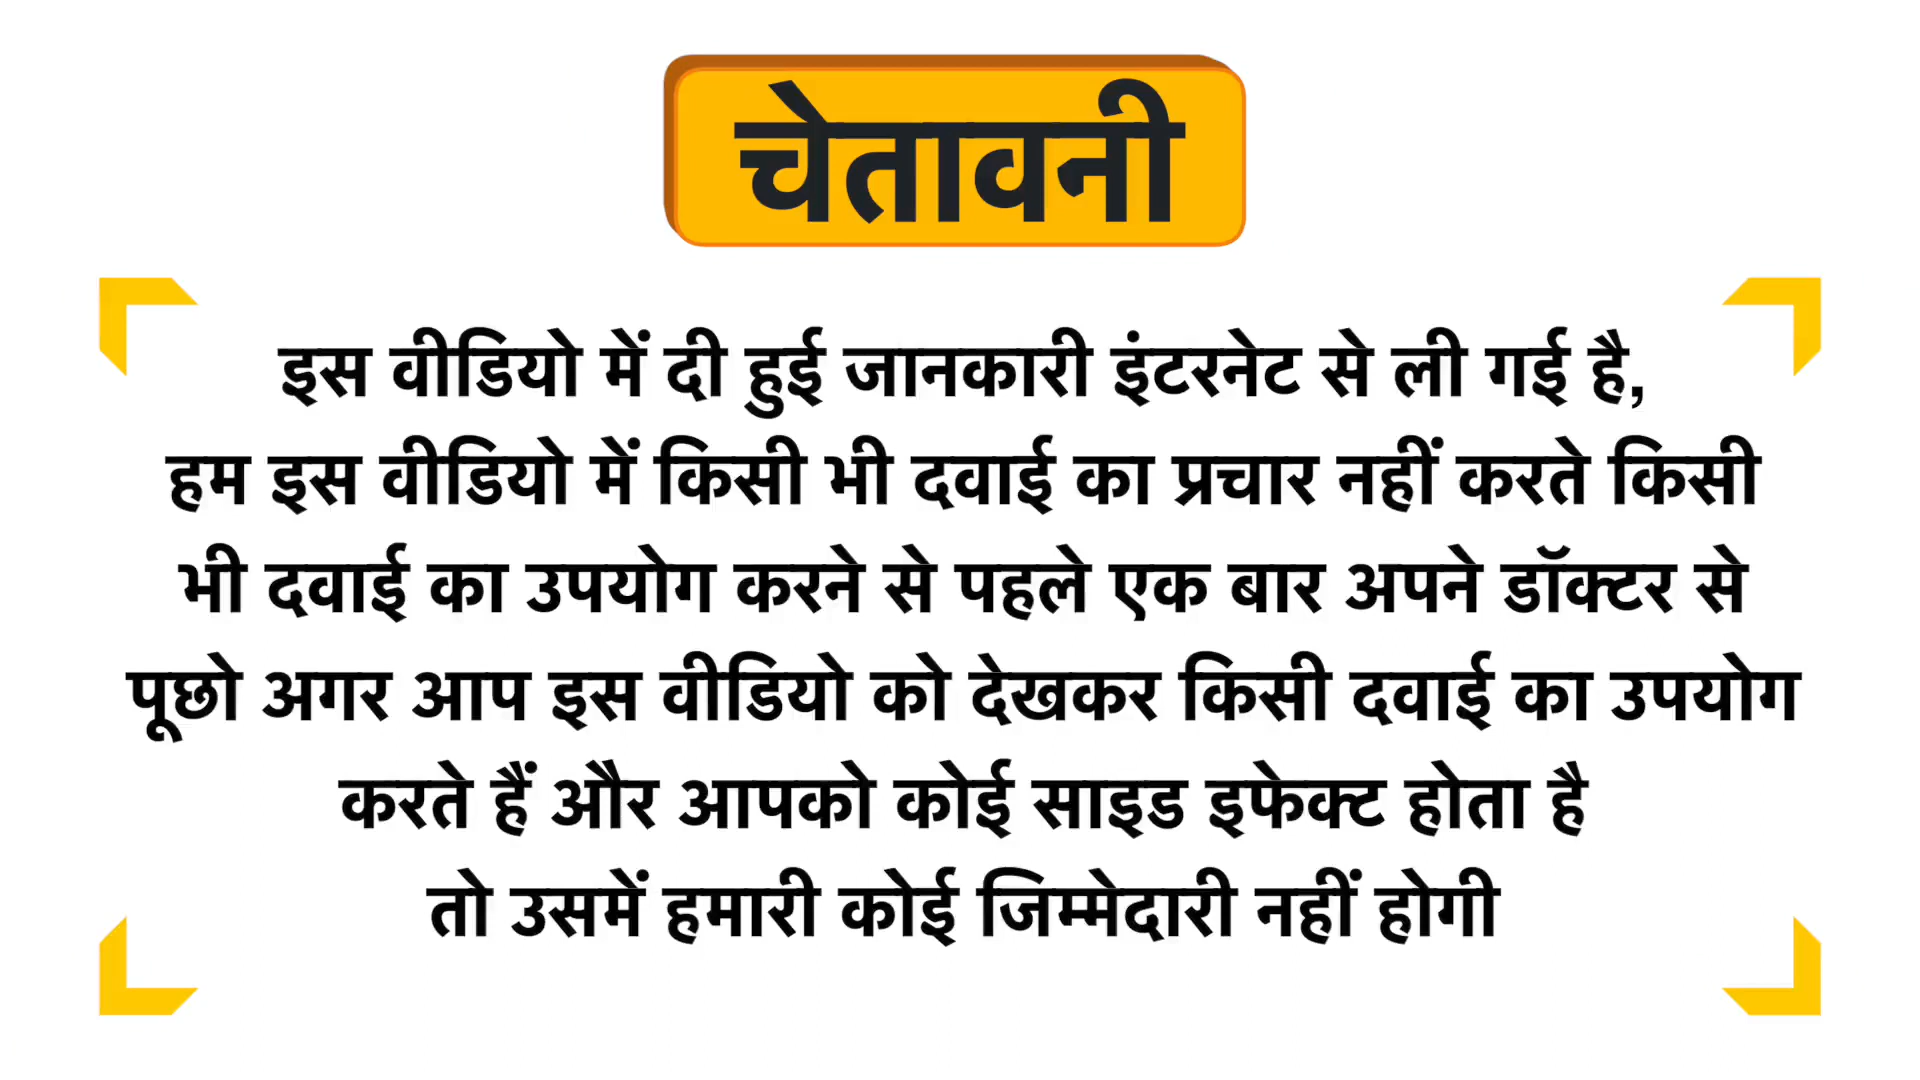 चेतावनी
इस वीडियो में दी हुई जानकारी इंटरनेट से ली गई है,
हम इस वीडियो में किसी भी दवाई का प्रचार नहीं करते किसी
भी दवाई का उपयोग करने से पहले एक बार अपने डॉक्टर से
पूछो अगर आप इस वीडियो को देखकर किसी दवाई का उपयोग
करते हैं और आपको कोई साइड इफेक्ट होता है
तो उसमें हमारी कोई जिम्मेदारी नहीं होगी